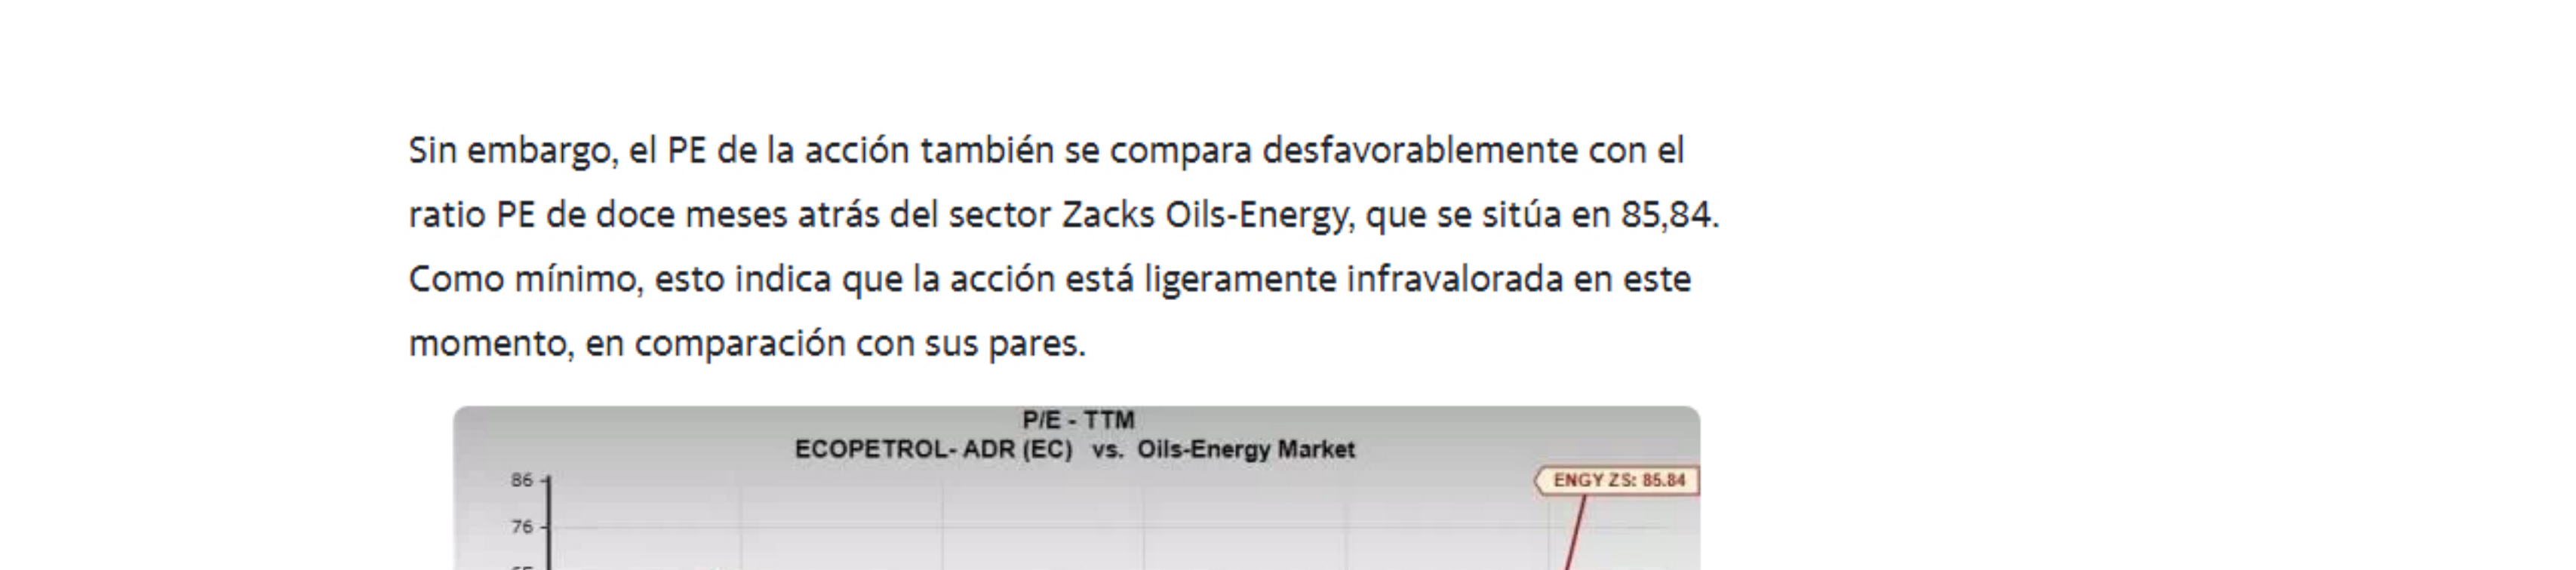 Sin embargo, el PE de la acción también se compara desfavorablemente con el
ratio PE de doce meses atrás del sector Zacks Oils-Energy, que se sitúa en 85,84.
Como mínimo, esto indica que la acción está ligeramente infravalorada en este
momento, en comparación con sus pares.
P/E - TTM
ECOPETROL- ADR (EC) vs. Oils-Energy Market
86
ENGY ZS: 85.84
76